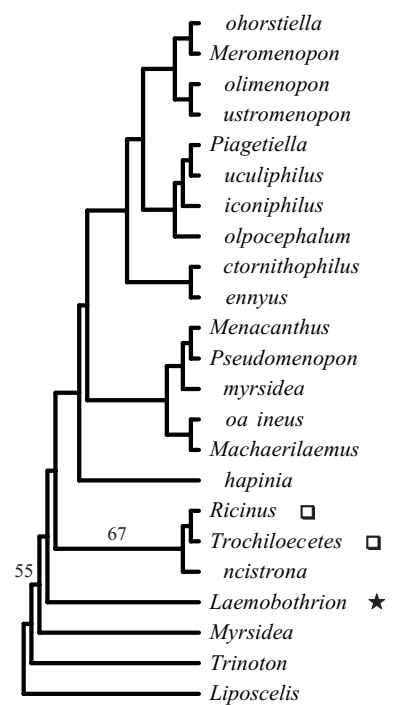 ohorstiella
Meromenopon
olimenopon
ustromenopon
Piagetiella
uculiphilus
iconiphilus
olpocephalum
ctornithophilus
ennyus
Menacanthus
Pseudomenopon
myrsidea
oa ineus
Machaerilaemus
hapinia
Ricinus
67
Trochiloecetes
ncistrona
55
Laemobothrion
Myrsidea
Trinoton
Liposcelis